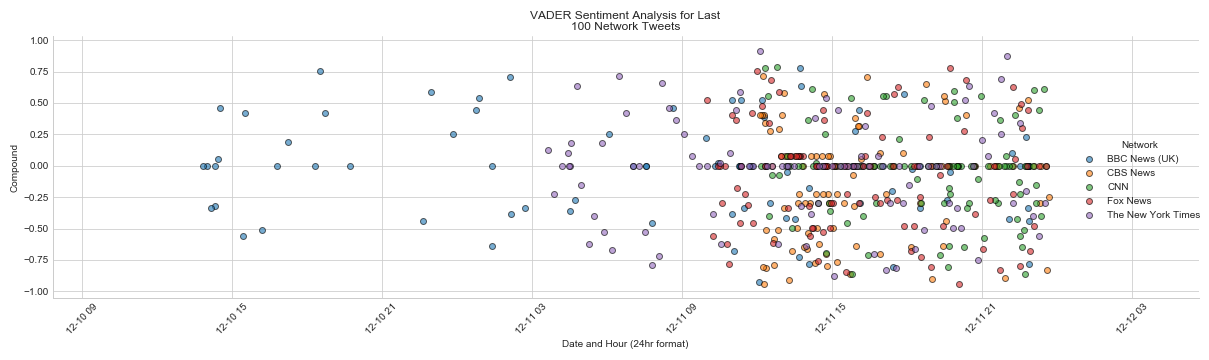 VADER Sentiment Analysis for Last
100 Network Tweets
1.00
0.75
0.50
0.25
0.00
−0.25
−0.50
−0.75
−1.00
Compound
12-10 09
12-10 15
12-10 21
12-11 03
12-11 09
12-11 15
12-11 21
12-12 03
Date and Hour (24hr format)
Network
BBC News (UK)
CBS News
CNN
Fox News
The New York Times